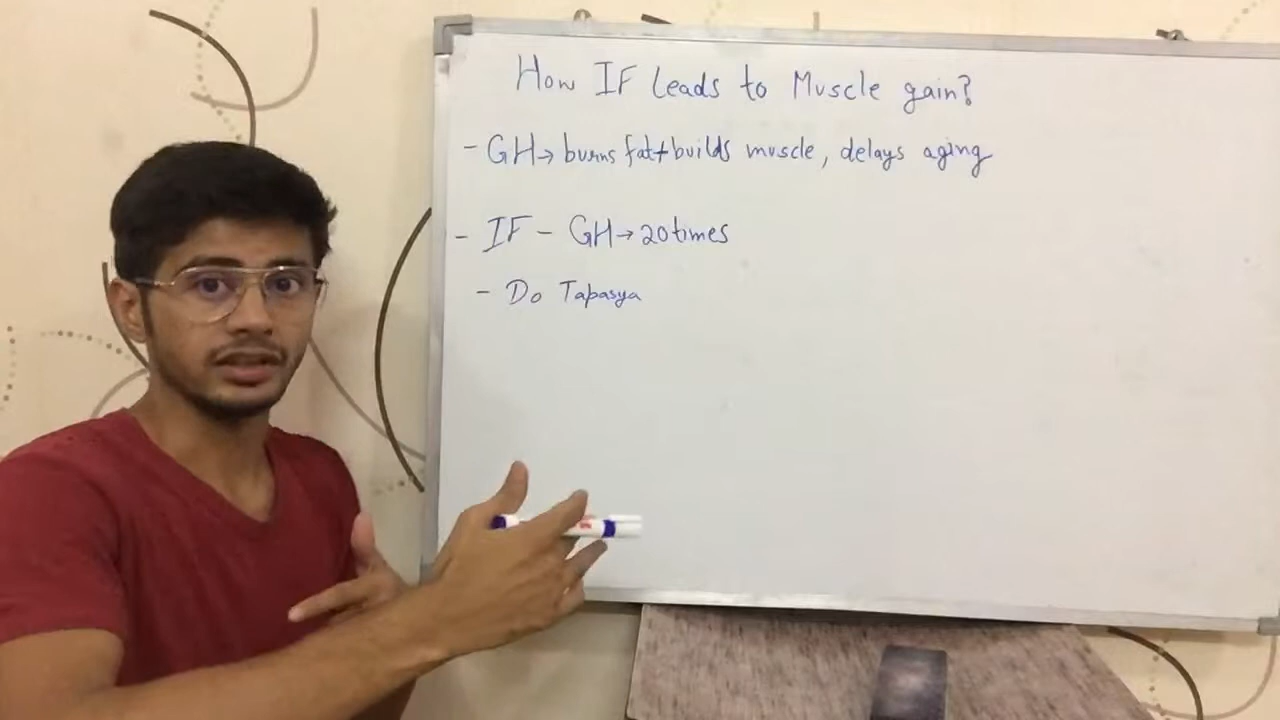 How IF Leads to Muscle gain?
- GH→ burns fat + builds muscle, delays aging
- IF - GH → 20 times
- Do Tapasya